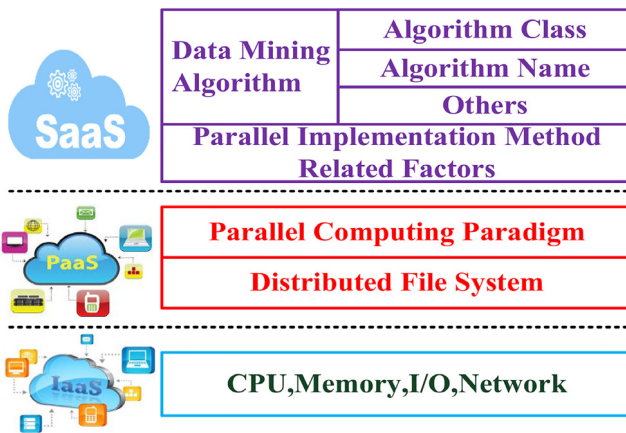 SaaS
Data Mining
Algorithm
Algorithm Class
Algorithm Name
Others
Parallel Implementation Method
Related Factors
PaaS
Parallel Computing Paradigm
Distributed File System
IaaS
CPU,Memory,I/O,Network